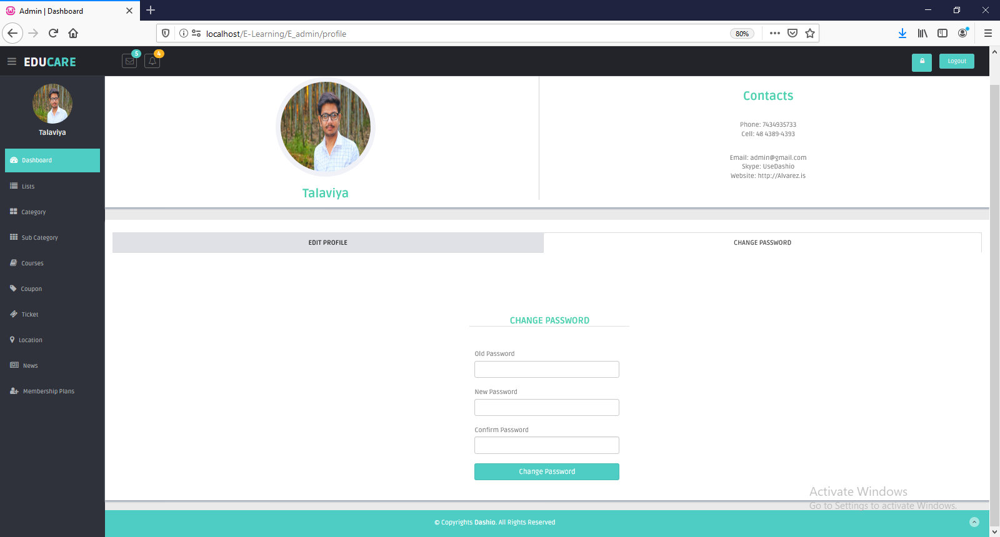 Admin | Dashboard
localhost/E-Learning/E_admin/profile
80%
EDUCARE
5
4
Logout
Talaviya
Dashboard
Lists
Category
Sub Category
Courses
Coupon
Ticket
Location
News
Membership Plans
Talaviya
Contacts
Phone: 7434935733
Cell: 48 4389-4393
Email: admin@gmail.com
Skype: UseDashio
Website: http://Alvarez.is
EDIT PROFILE
CHANGE PASSWORD
CHANGE PASSWORD
Old Password
New Password
Confirm Password
Change Password
Activate Windows
Go to Settings to activate Windows.
© Copyrights Dashio. All Rights Reserved